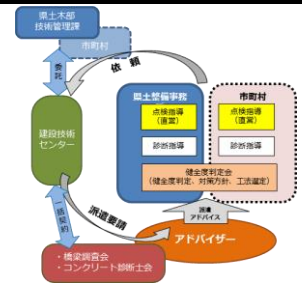 県土木部
技術管理課
市町村
委託
依頼
建設技術
センター
県土整備事務
点検指導
(直営)
診断指導
市町村
点検指導
(直営)
診断指導
健全度判定会
(健全度判定、対策方針、工法選定)
派遣
アドバイス
派遣要請
一括契約
アドバイザー
・橋梁調査会
・コンクリート診断士会